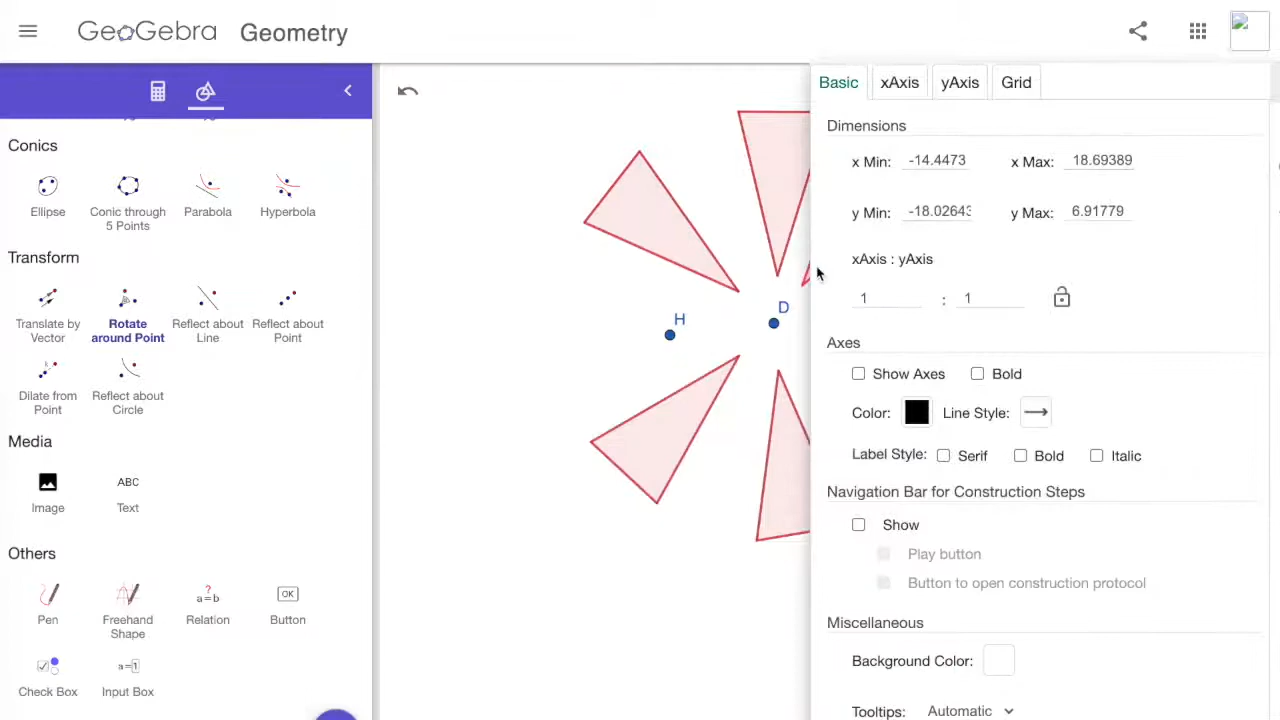 GeoGebra Geometry
Basic xAxis yAxis Grid
Conics
Ellipse
Conic through
5 Points
Parabola
Hyperbola
Transform
Translate by
Vector
Rotate
around Point
Reflect about
Line
Reflect about
Point
Dilate from
Point
Reflect about
Circle
Media
Image
ABC
Text
Others
Pen
Freehand
Shape
?
a=b
Relation
OK
Button
Check Box
a=1
Input Box
H
D
Dimensions
x Min: -14.4473 x Max: 18.69389
y Min: -18.02643 y Max: 6.91779
xAxis : yAxis
1 : 1
Axes
Show Axes Bold
Color: Line Style:
Label Style: Serif Bold Italic
Navigation Bar for Construction Steps
Show
Play button
Button to open construction protocol
Miscellaneous
Background Color:
Tooltips: Automatic